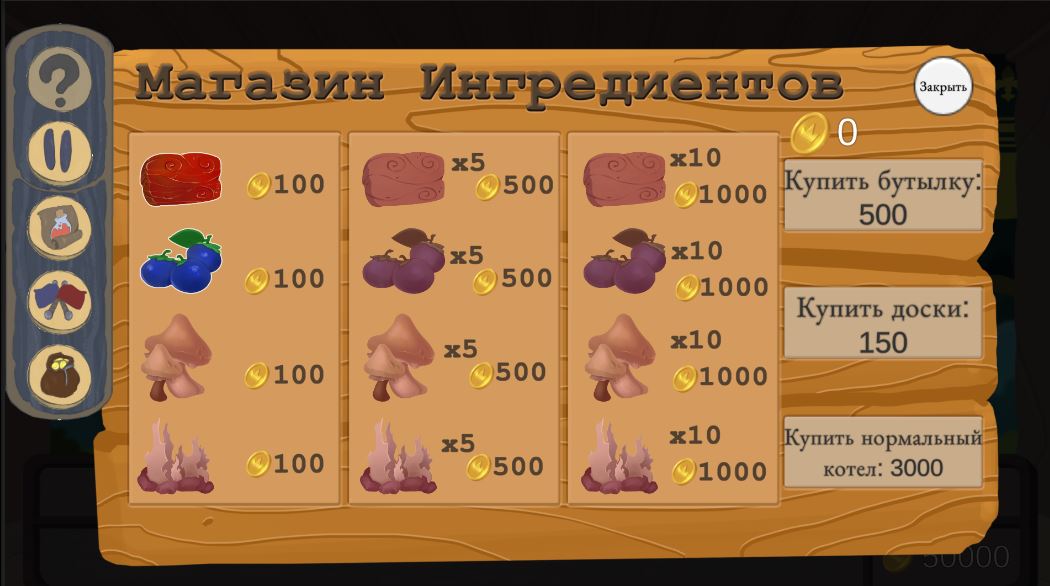 Магазин Ингредиентов
Закрыть
0
100
x5
500
x10
1000
100
x5
500
x10
1000
100
x5
500
x10
1000
100
x5
500
x10
1000
Купить бутылку:
500
Купить доски:
150
Купить нормальный
котел: 3000
50000